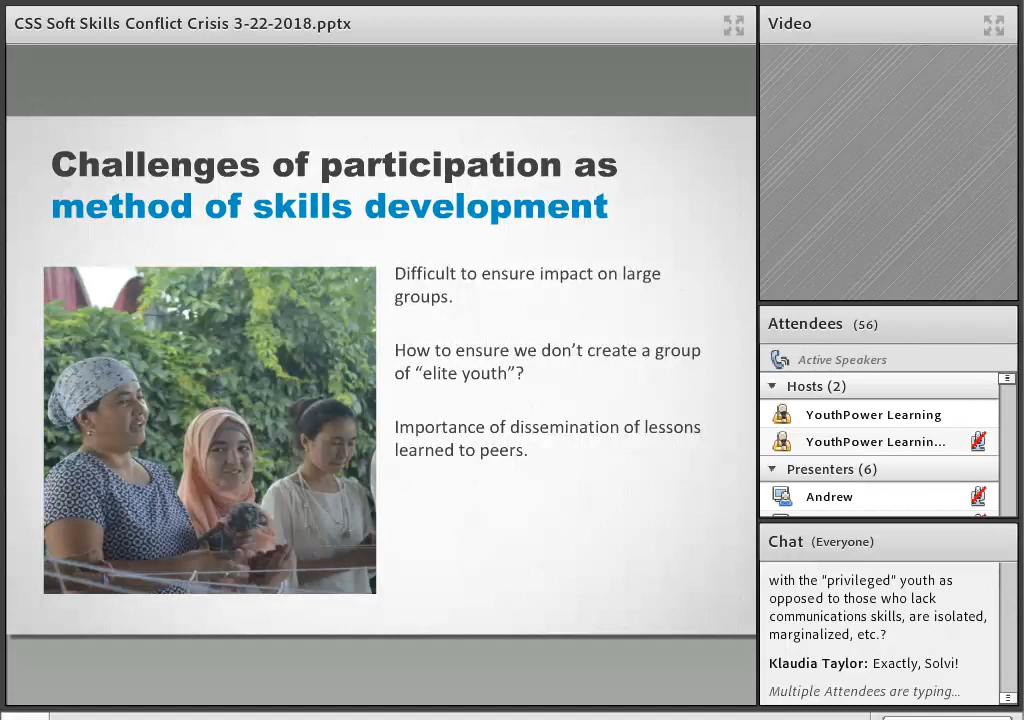 CSS Soft Skills Conflict Crisis 3-22-2018.pptx
Challenges of participation as
method of skills development
Difficult to ensure impact on large
groups.
How to ensure we don’t create a group
of “elite youth”?
Importance of dissemination of lessons
learned to peers.
Video
Attendees (56)
Active Speakers
Hosts (2)
YouthPower Learning
YouthPower Learnin...
Presenters (6)
Andrew
Chat (Everyone)
with the "privileged" youth as
opposed to those who lack
communications skills, are isolated,
marginalized, etc.?
Klaudia Taylor: Exactly, Solvi!
Multiple Attendees are typing...